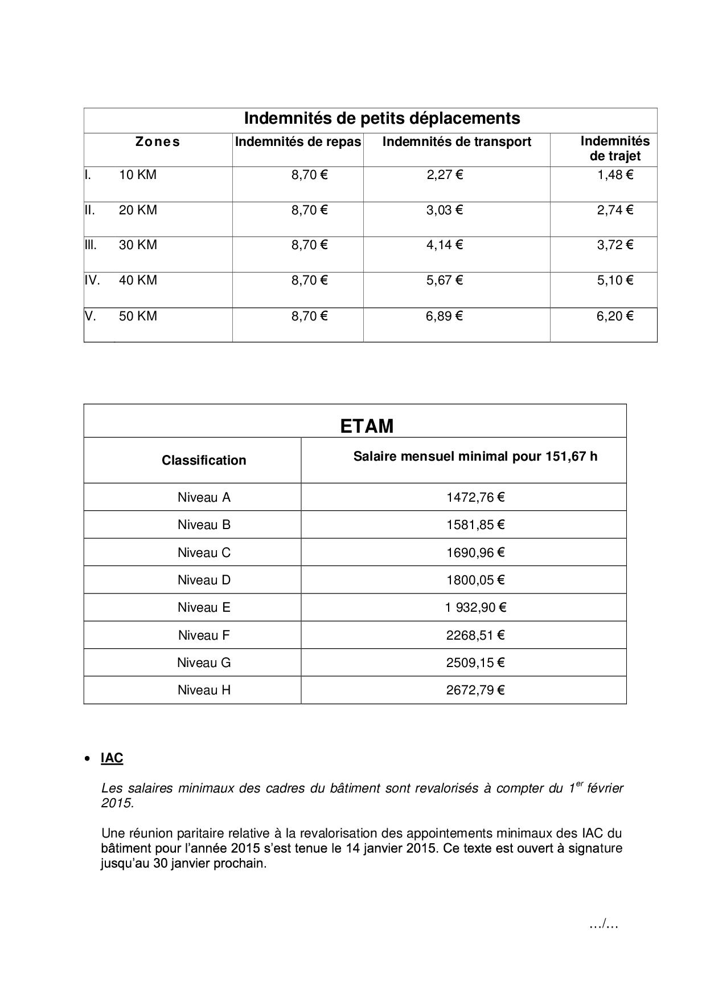 Indemnités de petits déplacements
Zones Indemnités de repas Indemnités de transport Indemnités
de trajet
I. 10 KM 8,70 € 2,27 € 1,48 €
II. 20 KM 8,70 € 3,03 € 2,74 €
III. 30 KM 8,70 € 4,14 € 3,72 €
IV. 40 KM 8,70 € 5,67 € 5,10 €
V. 50 KM 8,70 € 6,89 € 6,20 €
ETAM
Classification Salaire mensuel minimal pour 151,67 h
Niveau A 1472,76 €
Niveau B 1581,85 €
Niveau C 1690,96 €
Niveau D 1800,05 €
Niveau E 1 932,90 €
Niveau F 2268,51 €
Niveau G 2509,15 €
Niveau H 2672,79 €
• IAC
Les salaires minimaux des cadres du bâtiment sont revalorisés à compter du 1er février
2015.
Une réunion paritaire relative à la revalorisation des appointements minimaux des IAC du
bâtiment pour l’année 2015 s’est tenue le 14 janvier 2015. Ce texte est ouvert à signature
jusqu’au 30 janvier prochain.
…/…